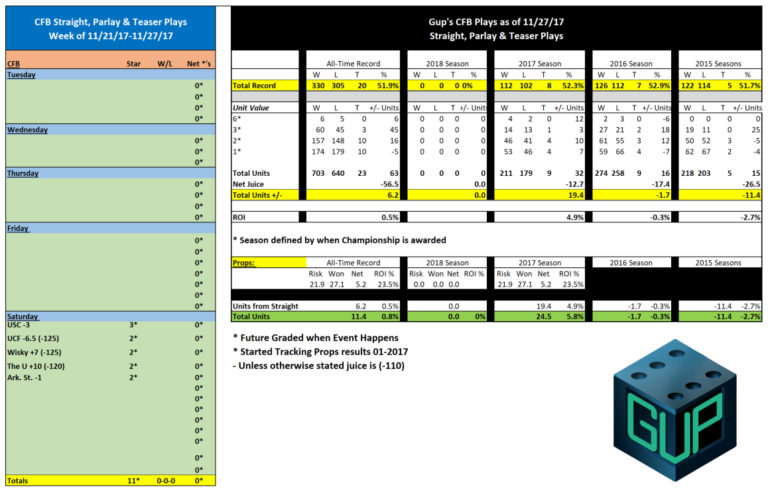 CFB Straight, Parlay & Teaser Plays
Week of 11/21/17-11/27/17
CFB Star W/L Net *'s
Tuesday
0*
0*
0*
0*
Wednesday
0*
0*
0*
Thursday
0*
0*
0*
0*
Friday
0*
0*
0*
0*
0*
0*
0*
Saturday
USC -3 3* 0*
UCF -6.5 (-125) 2* 0*
Wisky +7 (-125) 2* 0*
The U +10 (-120) 2* 0*
Ark. St. -1 2* 0*
0*
0*
0*
0*
0*
0*
0*
0*
Totals 11* 0-0-0 0*
Gup's CFB Plays as of 11/27/17
Straight, Parlay & Teaser Plays
All-Time Record 2018 Season 2017 Season 2016 Season 2015 Seasons
W L T % W L T % W L T % W L T % W L T %
Total Record 330 305 20 51.9% 0 0 0 0% 112 102 8 52.3% 126 112 7 52.9% 122 114 5 51.7%
Unit Value W L T +/- Units W L T +/- Units W L T +/- Units W L T +/- Units W L T +/- Units
6* 6 5 0 6 0 0 0 0 4 2 0 12 2 3 0 -6 0 0 0 0
3* 60 45 3 45 0 0 0 0 14 13 1 3 27 21 2 18 19 11 0 25
2* 157 148 10 16 0 0 0 0 46 41 4 10 61 55 3 12 50 52 3 -5
1* 174 179 10 -5 0 0 0 0 53 46 4 7 59 66 4 -7 62 67 2 -4
Total Units 703 640 23 63 0 0 0 0 211 179 9 32 274 258 9 16 218 203 5 15
Net Juice -56.5 0.0 -12.7 -17.4 -26.5
Total Units +/- 6.2 0.0 19.4 -1.7 -11.4
ROI 0.5% 4.9% -0.3% -2.7%
* Season defined by when Championship is awarded
Props: All-Time Record 2018 Season 2017 Season 2016 Season 2015 Seasons
Risk Won Net ROI % Risk Won Net ROI % Risk Won Net ROI %
21.9 27.1 5.2 23.5% 0.0 0.0 0.0 21.9 27.1 5.2 23.5%
Units from Straight 6.2 0.5% 0.0 19.4 4.9% -1.7 -0.3% -11.4 -2.7%
Total Units 11.4 0.8% 0.0 0% 24.5 5.8% -1.7 -0.3% -11.4 -2.7%
* Future Graded when Event Happens
* Started Tracking Props results 01-2017
- Unless otherwise stated juice is (-110)
GUP